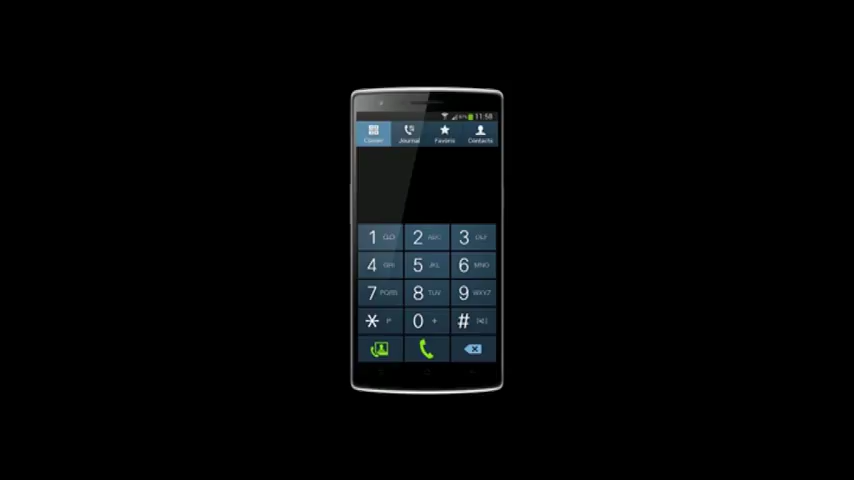 11:58
Clavier Journal Favoris Contacts
1 2 ABC 3 DEF
4 GHI 5 JKL 6 MNO
7 PQRS 8 TUV 9 WXYZ
* P 0 + #